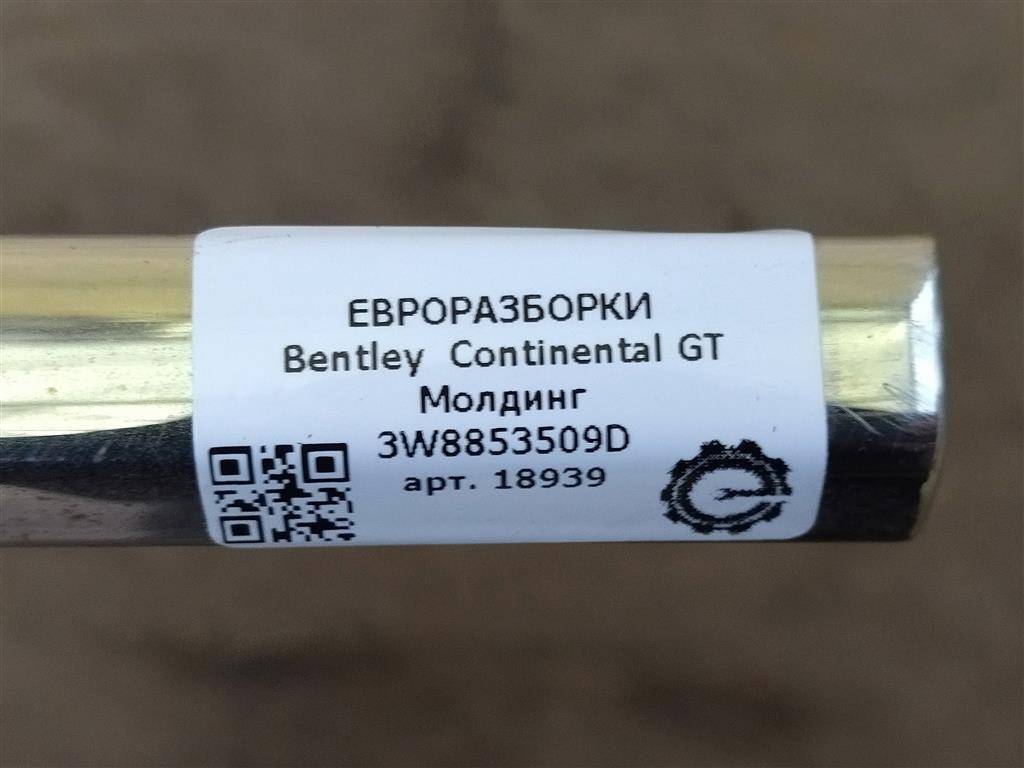 ЕВРОРАЗБОРКИ
Bentley Continental GT
Молдинг
3W8853509D
арт. 18939